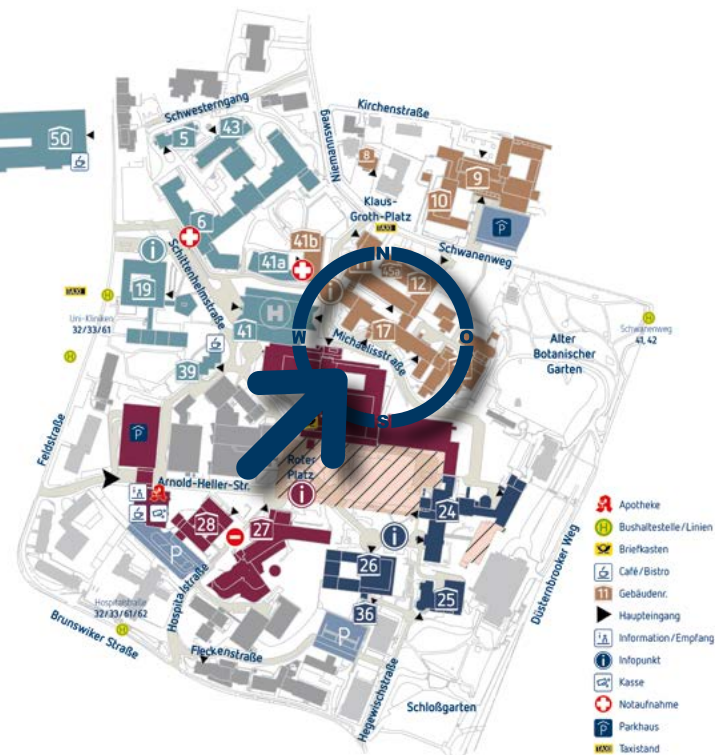 Schwesterngang
Kirchenstraße
50
5
43
Niemannsweg
8
9
10
Klaus-
Groth-Platz
TAXI
P
6
Schwanenweg
41b
41a
11
N
45a
12
Schittenhelmstraße
19
TAXI
H
Uni-Kliniken
32/33/61
H
41
W
17
O
Michaelisstraße
Alter
Botanischer
Garten
H
Schwanenweg
41, 42
39
H
Feldstraße
P
S
Roter
Platz
Arnold-Heller-Str.
28
27
24
P
Hospitalstraße
26
25
36
Hospitalstraße
32/33/61/62
H
Brunswiker Straße
Fleckenstraße
P
Hegewischstraße
Schloßgarten
Düsternbrooker Weg
Apotheke
H Bushaltestelle/Linien
Briefkasten
Café/Bistro
11 Gebäudenr.
Haupteingang
Information/Empfang
i Infopunkt
Kasse
Notaufnahme
P Parkhaus
TAXI Taxistand